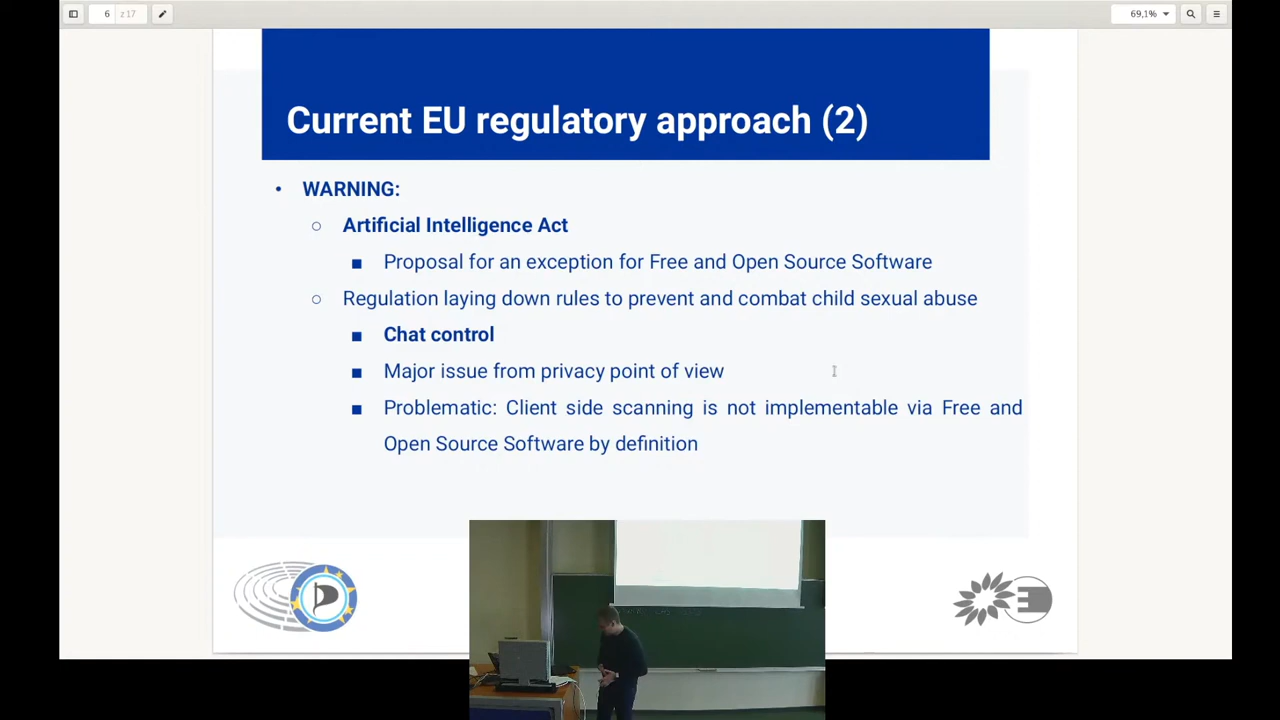 6 z 17
69,1%
Current EU regulatory approach (2)
• WARNING:
○ Artificial Intelligence Act
■ Proposal for an exception for Free and Open Source Software
○ Regulation laying down rules to prevent and combat child sexual abuse
■ Chat control
■ Major issue from privacy point of view
■ Problematic: Client side scanning is not implementable via Free and
Open Source Software by definition
P